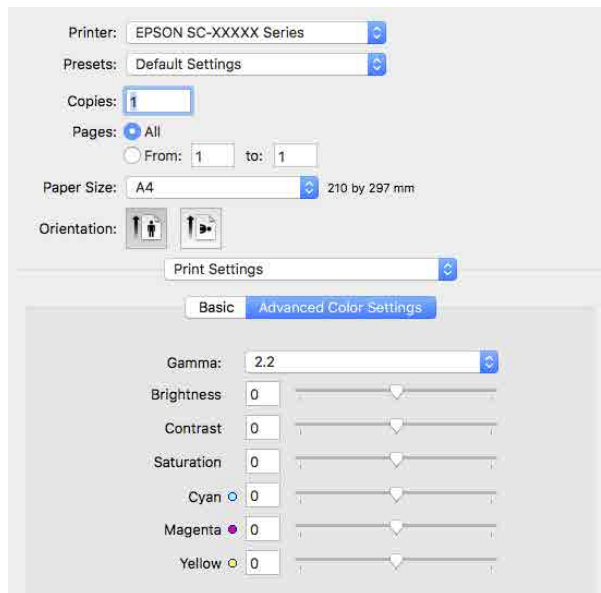 Printer: EPSON SC-XXXXX Series
Presets: Default Settings
Copies: 1
Pages: All
From: 1 to: 1
Paper Size: A4 210 by 297 mm
Orientation:
Print Settings
Basic Advanced Color Settings
Gamma: 2.2
Brightness 0
Contrast 0
Saturation 0
Cyan 0
Magenta 0
Yellow 0